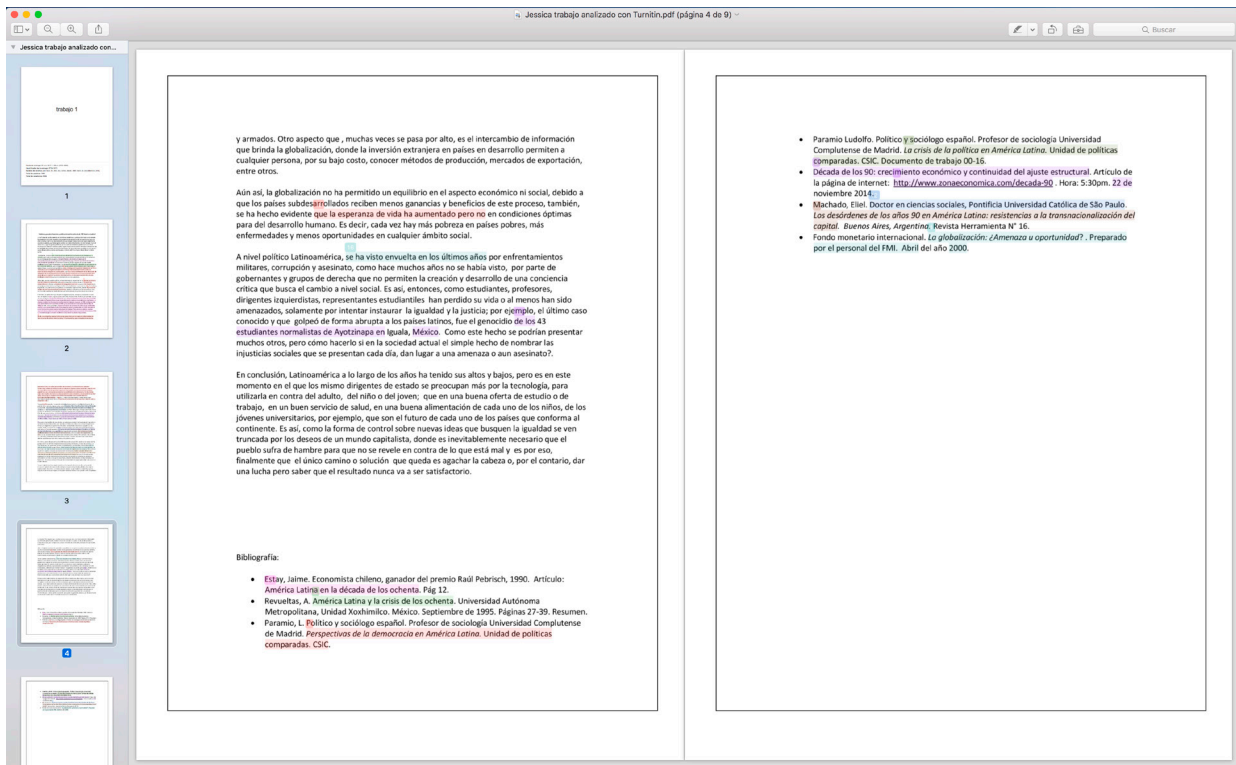 Jessica trabajo analizado con Turnitin.pdf (página 4 de 9)
Buscar
Jessica trabajo analizado con...
trabajo 1
1
2
3
4
y armados. Otro aspecto que , muchas veces se pasa por alto, es el intercambio de información
que brinda la globalización, donde la inversión extranjera en países en desarrollo permiten a
cualquier persona, por su bajo costo, conocer métodos de producción, mercados de exportación,
entre otros.
Aún así, la globalización no ha permitido un equilibrio en el aspecto económico ni social, debido a
que los países subdesarrollados reciben menos ganancias y beneficios de este proceso, también,
se ha hecho evidente que la esperanza de vida ha aumentado pero no en condiciones óptimas
para del desarrollo humano. Es decir, cada vez hay más pobreza en países pobres, más
enfermedades y menos oportunidades en cualquier ámbito social.
A nivel político Latinoamérica, se ha visto envuelta en los últimos años por enfrentamientos
militares, corrupción y asesinato, como hace muchos años no se había visto, por parte de
gobernantes y grupos de derecha que no permiten la creación y desarrollo de una conciencia
crítica que busca el cambio a nivel social. Es así, entonces, como estudiantes, profesores,
dirigentes izquierdistas, representantes estudiantiles han perdido su vida o al menos han sido
amenazados, solamente por intentar instaurar la igualdad y la justicia; por ejemplo, el último caso
conocido y que golpeó de forma abrupta a los países latinos, fue el genocidio de los 43
estudiantes normalistas de Ayotzinapa en Iguala, México. Como este hecho se podrían presentar
muchos otros, pero cómo hacerlo si en la sociedad actual el simple hecho de nombrar las
injusticias sociales que se presentan cada día, dan lugar a una amenaza o aun asesinato?.
En conclusión, Latinoamérica a lo largo de los años ha tenido sus altos y bajos, pero es en este
momento en el que los mismo dirigentes de estado se preocupan más por la tecnología, para
utilizarla en contra del adulto, del niño o del joven; que en una buena oferta de estudio o de
trabajo, en un buen servicio de salud, en una buena alimentación de cada uno de los niños, de los
jóvenes universitarios, por ejemplo, que son el futuro de cada uno de los países que conforma al
continente. Es así, como la forma de control sobre nuevas ideas que busquen la igualdad se ven
truncada por los deseos de un mundo capitalista, donde es inevitablemente necesario que el
pueblo sufra de hambre para que no se revele en contra de lo que está mal y es por eso,
finalmente que el único camino o solución que queda es agachar la cabeza o, por el contario, dar
una lucha pero saber que el resultado nunca va a ser satisfactorio.
Bibliografía:
• Estay, Jaime. Economista chileno, ganador del premio Raúl Pebrisch, 1990. Artículo:
América Latina en la década de los ochenta. Pág 12.
• Revueltas, A. América Latina y la crisis de los ochenta. Universidad Autónoma
Metropolitana, Unidad Xoxhimilco. México. Septiembre de 1995. Páginas 27-39. Resumen.
• Paramio, L. Político y sociólogo español. Profesor de sociología Universidad Complutense
de Madrid. Perspectivas de la democracia en América Latina. Unidad de políticas
comparadas. CSIC.
• Paramio Ludolfo. Político y sociólogo español. Profesor de sociología Universidad
Complutense de Madrid. La crisis de la política en América Latina. Unidad de políticas
comparadas. CSIC. Documento de trabajo 00-16.
• Década de los 90: crecimiento económico y continuidad del ajuste estructural. Artículo de
la página de internet: http://www.zonaeconomica.com/decada-90 . Hora: 5:30pm. 22 de
noviembre 2014.
• Machado, Eliel. Doctor en ciencias sociales, Pontificia Universidad Católica de São Paulo.
Los desórdenes de los años 90 en América Latina: resistencias a la transnacionalización del
capital. Buenos Aires, Argentina. Revista Herramienta N° 16.
• Fondo monetario internacional. La globalización: ¿Amenaza u oportunidad? . Preparado
por el personal del FMI. Abril del año 2000.